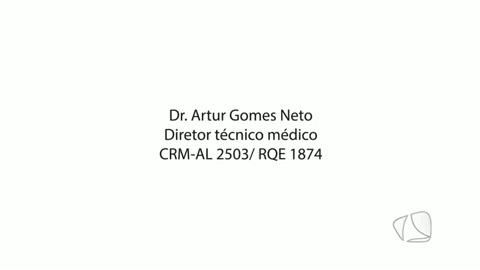 Dr. Artur Gomes Neto
Diretor técnico médico
CRM-AL 2503/ RQE 1874